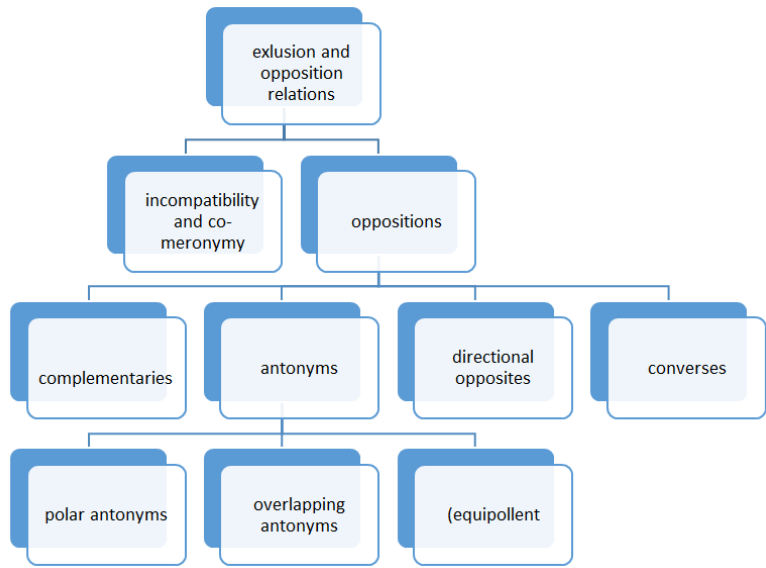 exlusion and
opposition
relations
incompatibility
and co-
meronymy
oppositions
complementaries
antonyms
directional
opposites
converses
polar antonyms
overlapping
antonyms
(equipollent